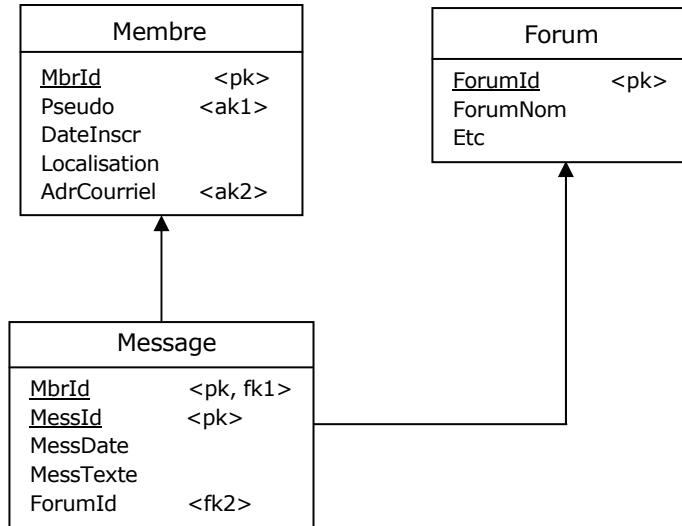 Membre
MbrId <pk>
Pseudo <ak1>
DateInscr
Localisation
AdrCourriel <ak2>
Forum
ForumId <pk>
ForumNom
Etc
Message
MbrId <pk, fk1>
MessId <pk>
MessDate
MessTexte
ForumId <fk2>